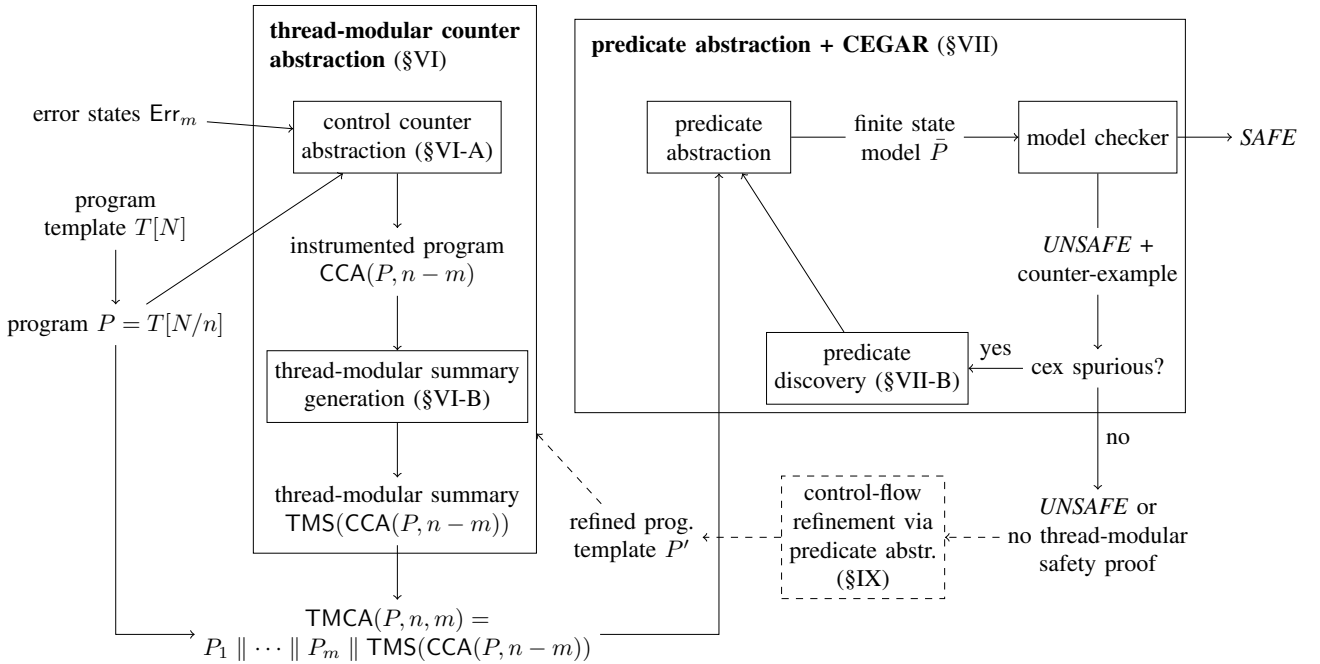 thread-modular counter
abstraction (§VI)
error states Err_m
control counter
abstraction (§VI-A)
program
template T[N]
instrumented program
CCA(P, n − m)
program P = T[N/n]
thread-modular summary
generation (§VI-B)
thread-modular summary
TMS(CCA(P, n − m))
TMCA(P, n, m) =
P_1 ∥ ··· ∥ P_m ∥ TMS(CCA(P, n − m))
predicate abstraction + CEGAR (§VII)
predicate
abstraction
finite state
model P̄
model checker
SAFE
UNSAFE +
counter-example
predicate
discovery (§VII-B)
yes
cex spurious?
no
control-flow
refinement via
predicate abstr.
(§IX)
refined prog.
template P′
UNSAFE or
no thread-modular
safety proof